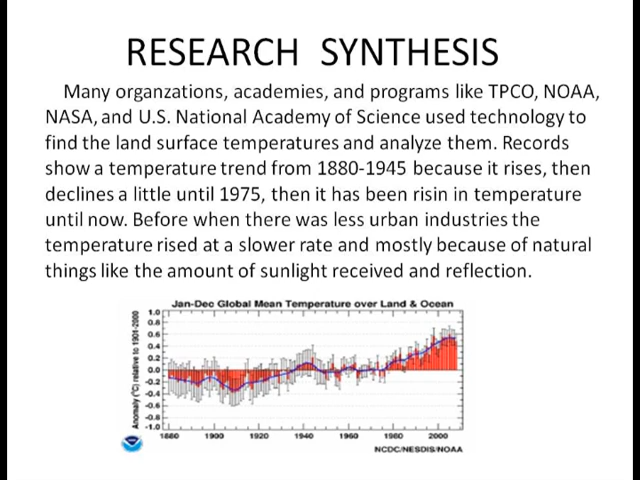 RESEARCH SYNTHESIS
Many organzations, academies, and programs like TPCO, NOAA,
NASA, and U.S. National Academy of Science used technology to
find the land surface temperatures and analyze them. Records
show a temperature trend from 1880-1945 because it rises, then
declines a little until 1975, then it has been risin in temperature
until now. Before when there was less urban industries the
temperature rised at a slower rate and mostly because of natural
things like the amount of sunlight received and reflection.
Jan-Dec Global Mean Temperature over Land & Ocean
Anomaly (°C) relative to 1901-2000
1.0
0.8
0.6
0.4
0.2
0.0
-0.2
-0.4
-0.6
-0.8
-1.0
1880 1900 1920 1940 1960 1980 2000
NCDC/NESDIS/NOAA